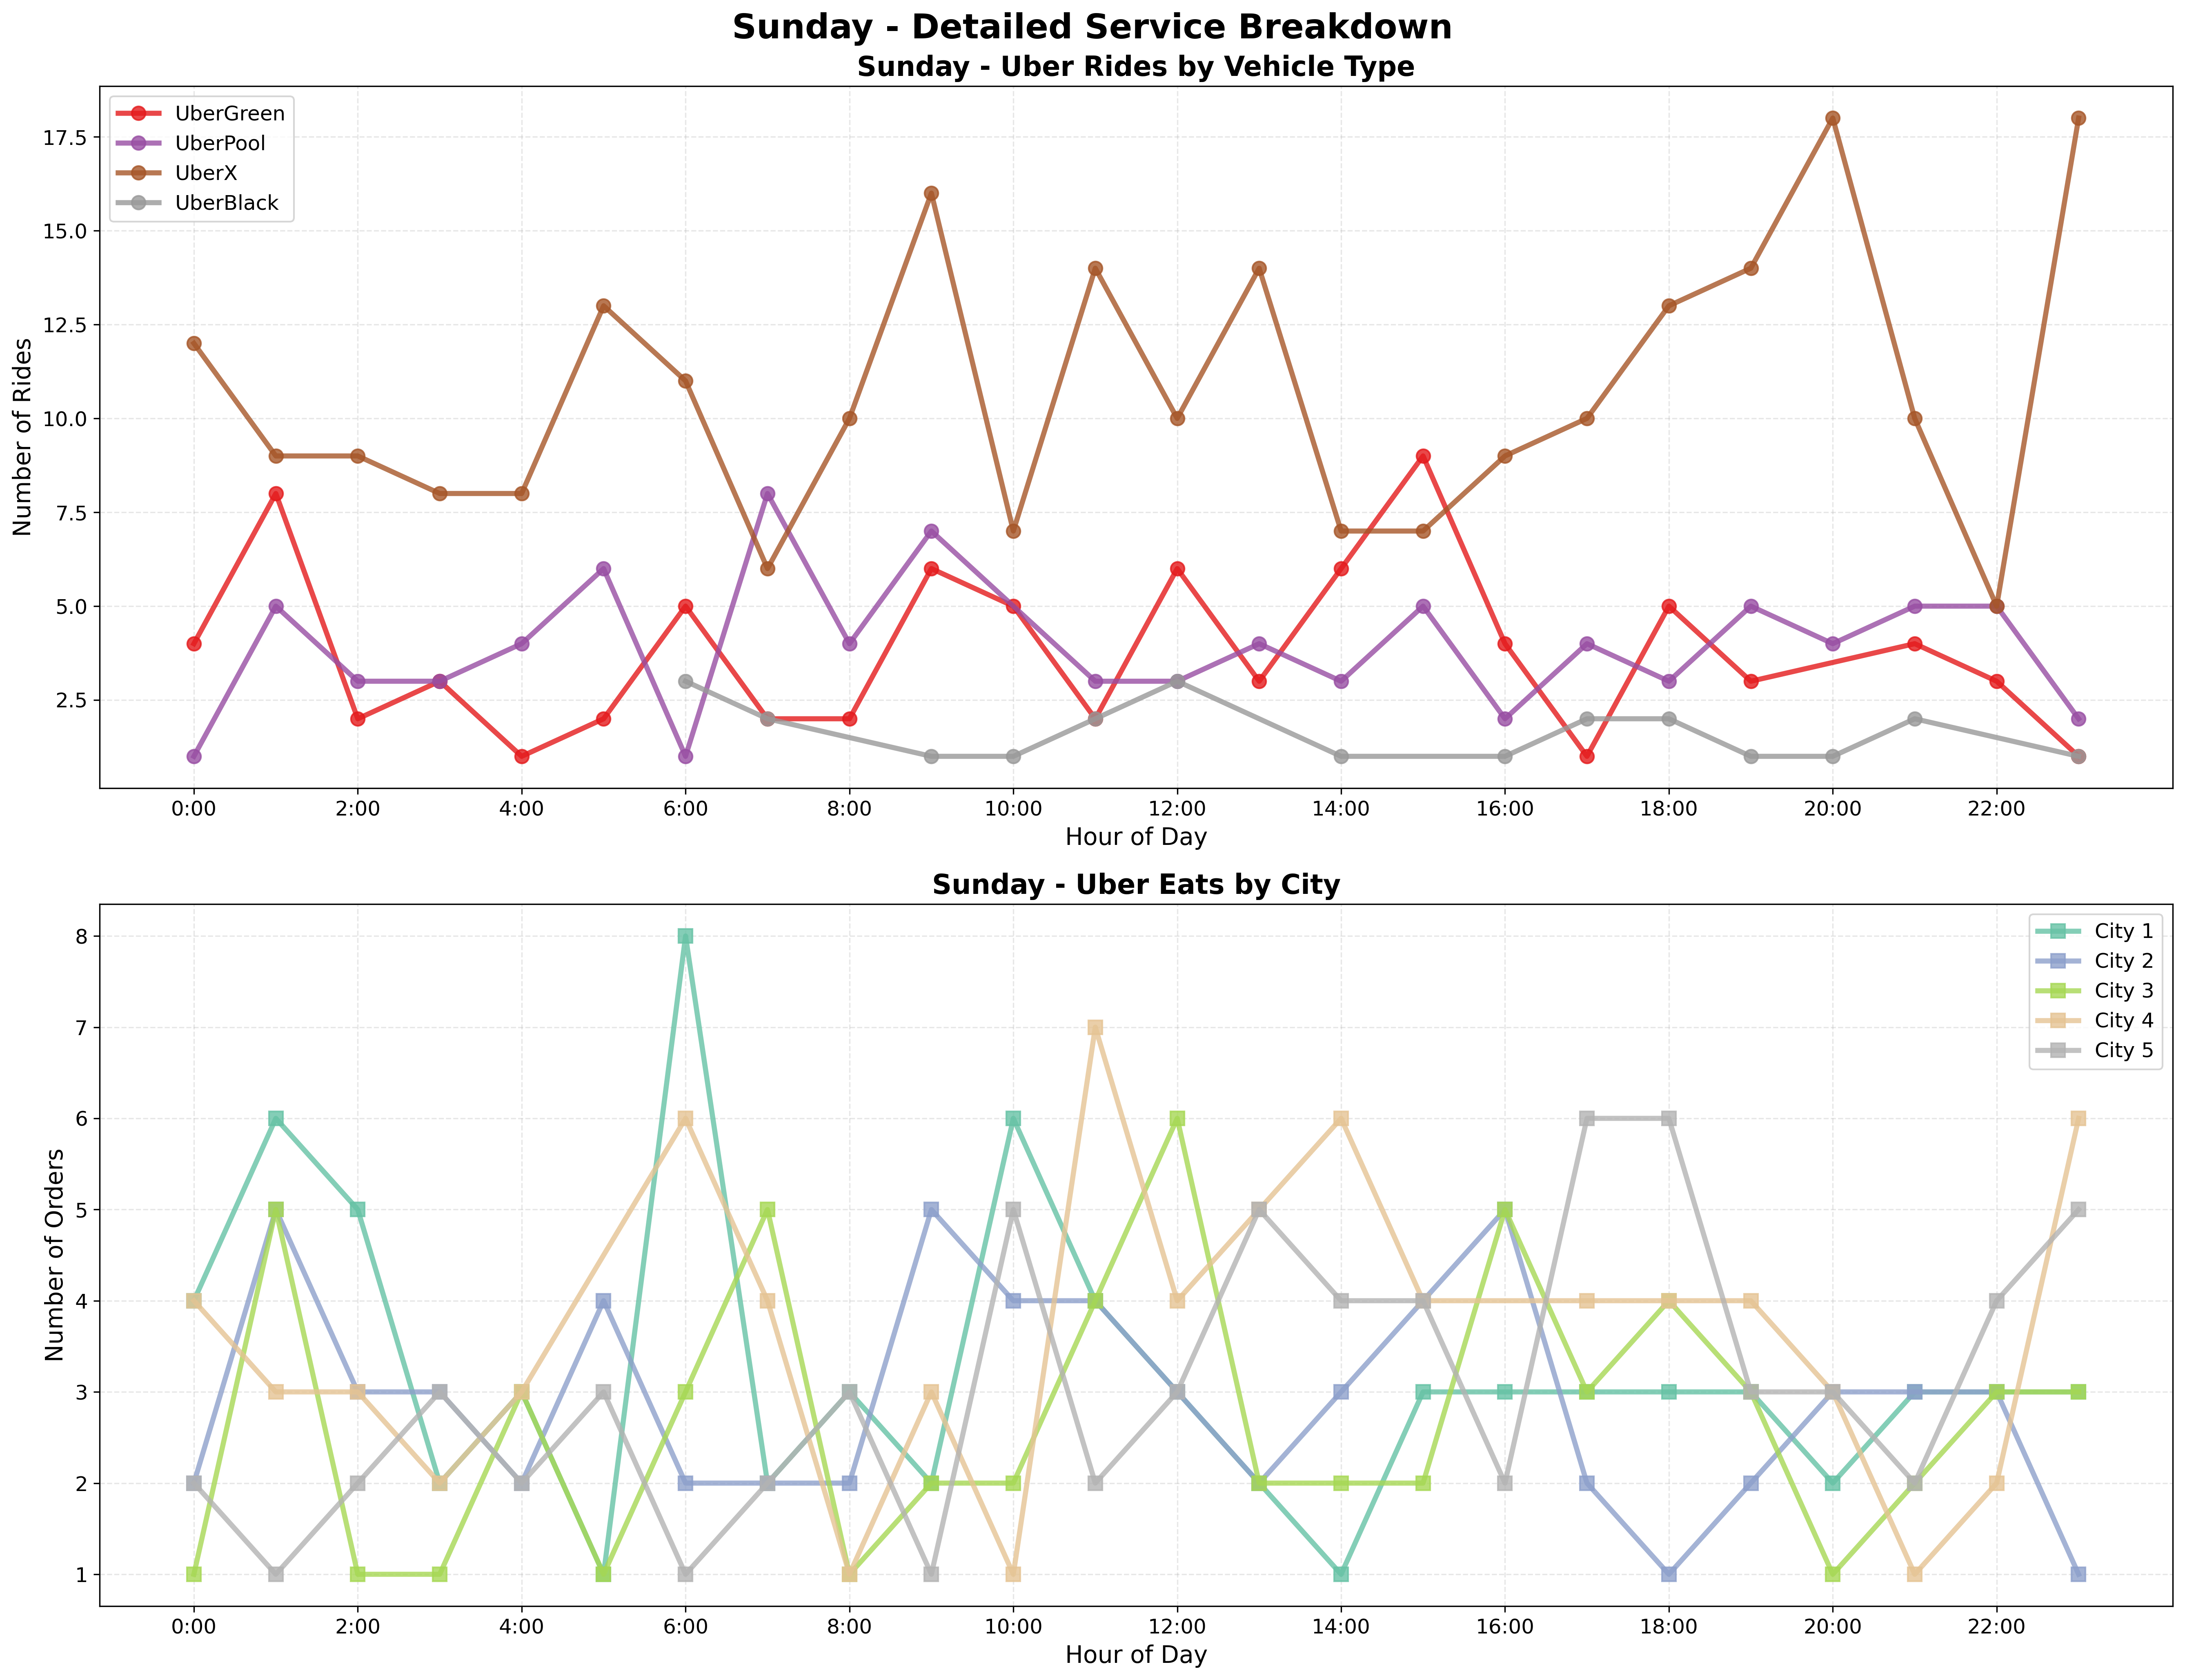 Sunday - Detailed Service Breakdown
Sunday - Uber Rides by Vehicle Type
UberGreen
UberPool
UberX
UberBlack
Number of Rides
17.5
15.0
12.5
10.0
7.5
5.0
2.5
0:00 2:00 4:00 6:00 8:00 10:00 12:00 14:00 16:00 18:00 20:00 22:00
Hour of Day
Sunday - Uber Eats by City
City 1
City 2
City 3
City 4
City 5
Number of Orders
8
7
6
5
4
3
2
1
0:00 2:00 4:00 6:00 8:00 10:00 12:00 14:00 16:00 18:00 20:00 22:00
Hour of Day